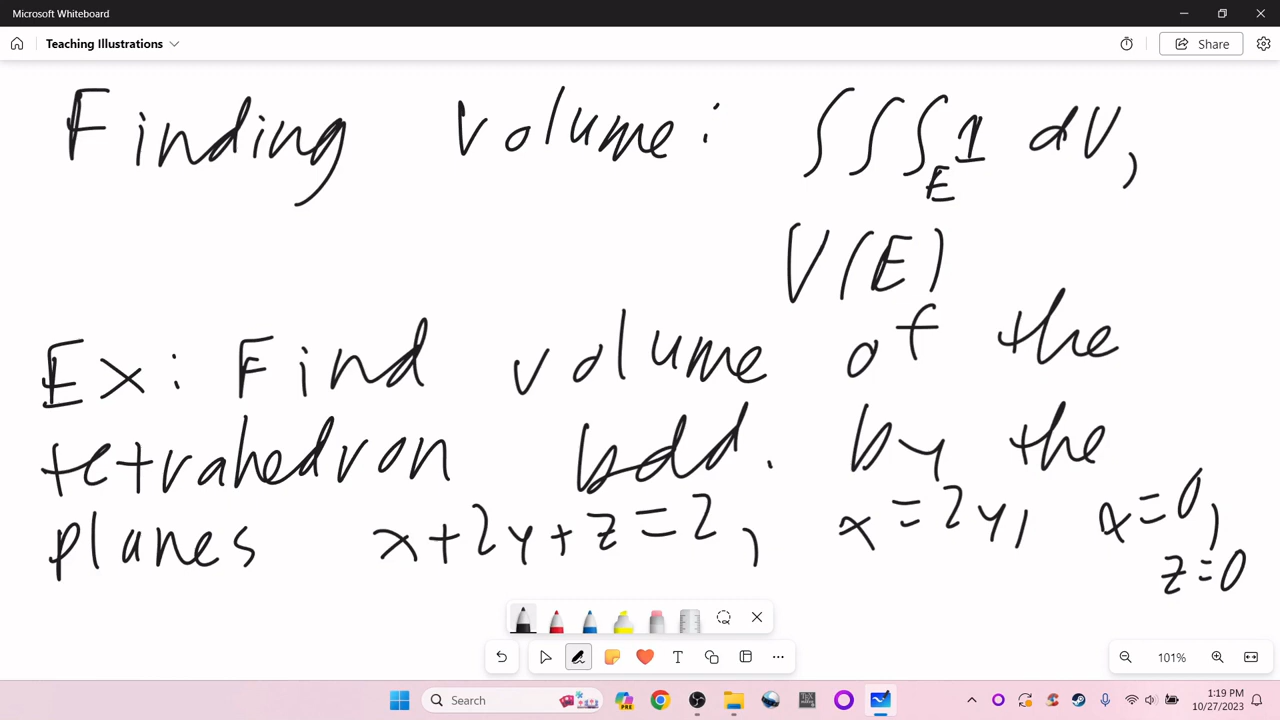 Microsoft Whiteboard
Teaching Illustrations
Share
Finding volume: ∫∫∫_E 1 dV,
V(E)
Ex: Find volume of the
tetrahedron bdd. by the
planes x+2y+z=2, x=2y, x=0,
z=0
101%
Search
PRE
1:19 PM
10/27/2023